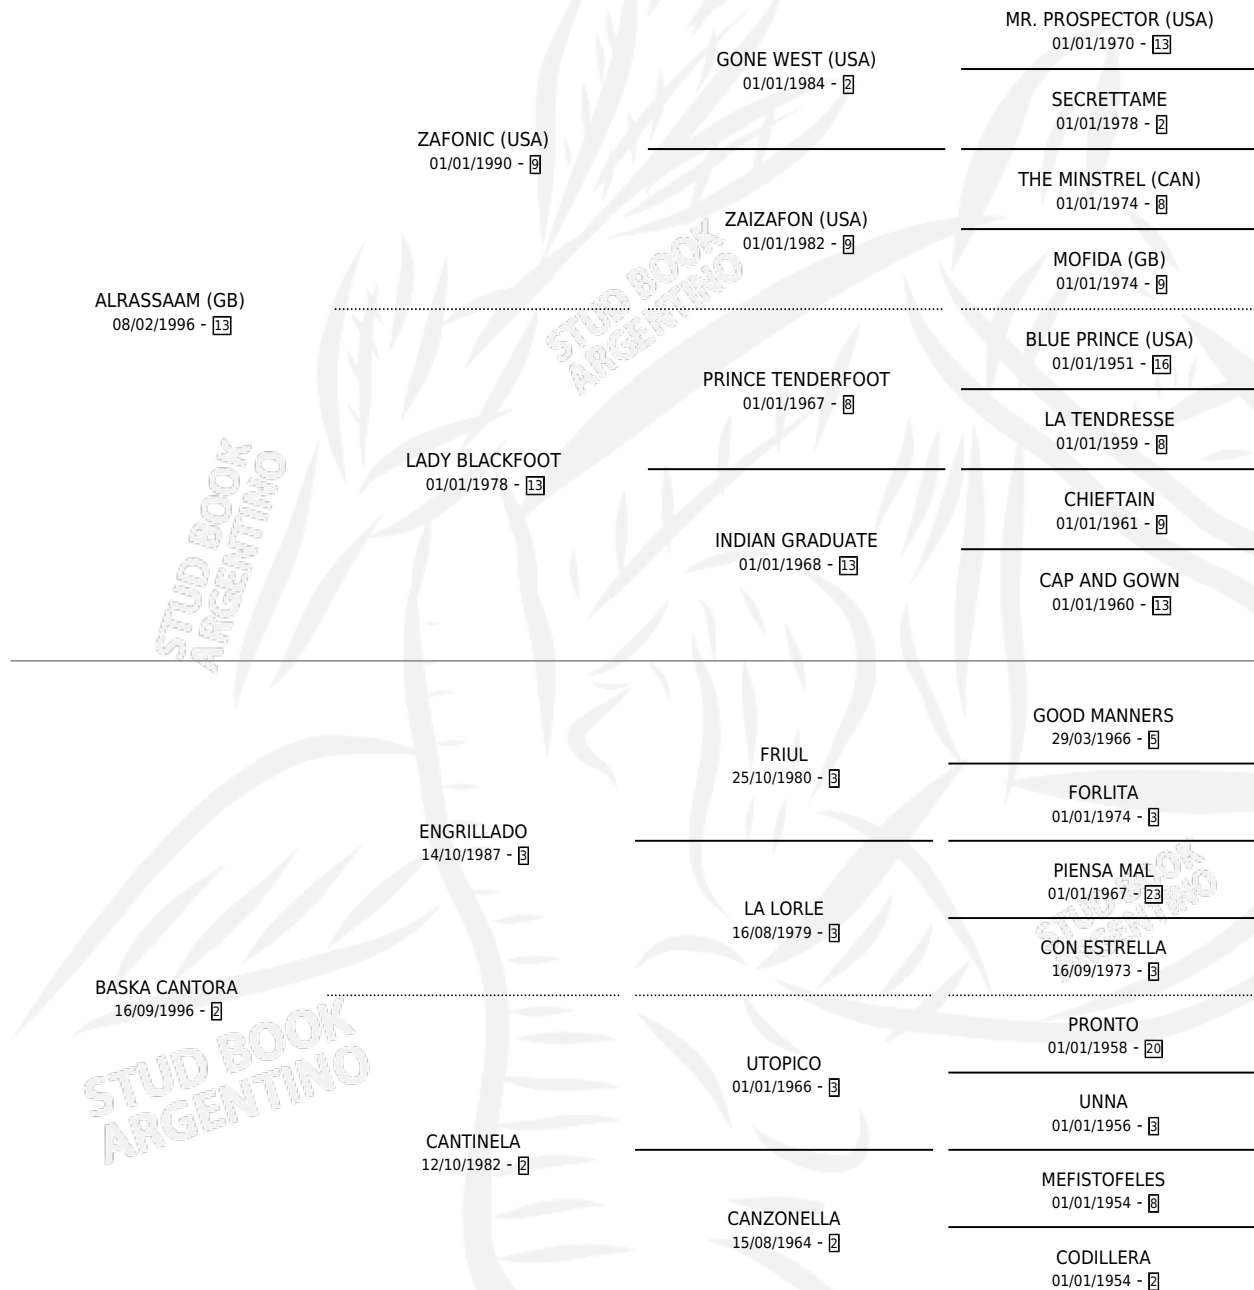 MR. PROSPECTOR (USA)
01/01/1970 - 13
GONE WEST (USA)
01/01/1984 - 2
SECRETTAME
01/01/1978 - 2
ZAFONIC (USA)
01/01/1990 - 9
THE MINSTREL (CAN)
01/01/1974 - 8
ZAIZAFON (USA)
01/01/1982 - 9
MOFIDA (GB)
01/01/1974 - 9
ALRASSAAM (GB)
08/02/1996 - 13
STUD BOOK
ARGENTINO
BLUE PRINCE (USA)
01/01/1951 - 16
PRINCE TENDERFOOT
01/01/1967 - 8
LA TENDRESSE
01/01/1959 - 8
LADY BLACKFOOT
01/01/1978 - 13
CHIEFTAIN
01/01/1961 - 9
INDIAN GRADUATE
01/01/1968 - 13
CAP AND GOWN
01/01/1960 - 13
STUD BOOK
ARGENTINO
GOOD MANNERS
29/03/1966 - 5
FRIUL
25/10/1980 - 3
FORLITA
01/01/1974 - 3
ENGRILLADO
14/10/1987 - 3
PIENSA MAL
01/01/1967 - 23
LA LORLE
16/08/1979 - 3
STUD BOOK
ARGENTINO
CON ESTRELLA
16/09/1973 - 3
BASKA CANTORA
16/09/1996 - 2
STUD BOOK
ARGENTINO
PRONTO
01/01/1958 - 20
UTOPICO
01/01/1966 - 3
UNNA
01/01/1956 - 3
CANTINELA
12/10/1982 - 2
MEFISTOFELES
01/01/1954 - 8
CANZONELLA
15/08/1964 - 2
CODILLERA
01/01/1954 - 2